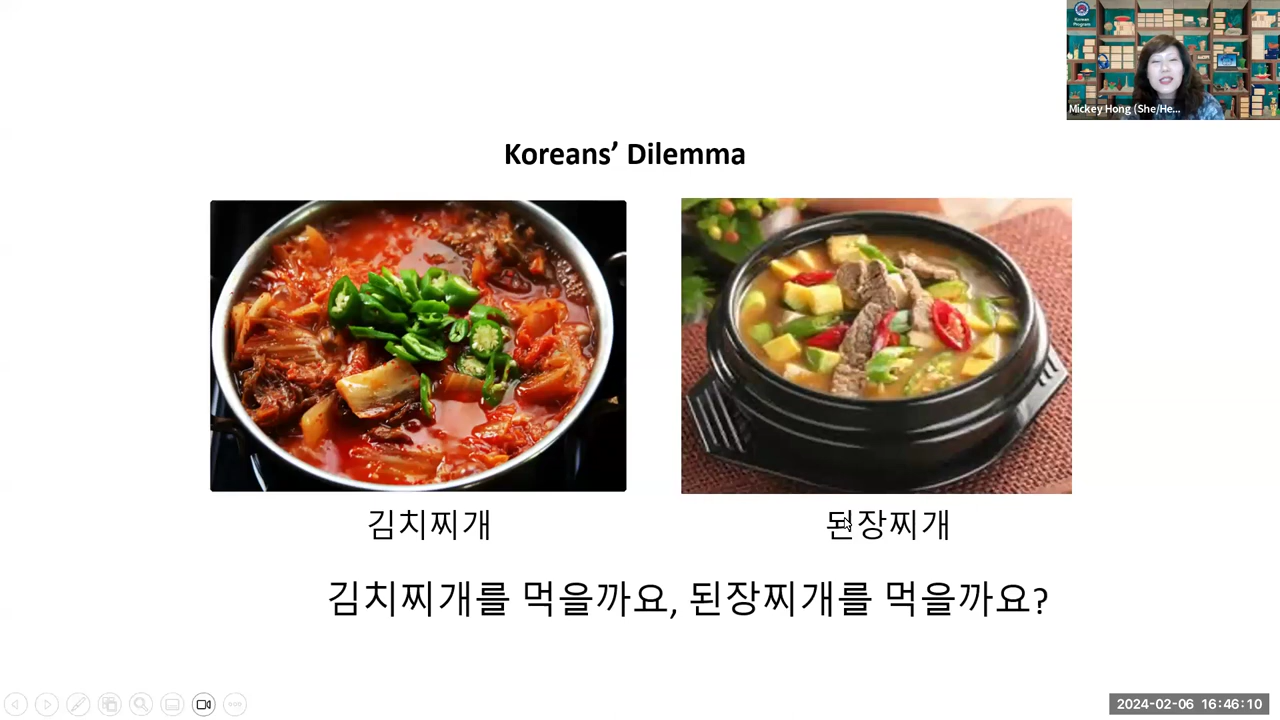 Korean
Program
Mickey Hong (She/He...
Koreans’ Dilemma
김치찌개
된장찌개
김치찌개를 먹을까요, 된장찌개를 먹을까요?
2024-02-06 16:46:10